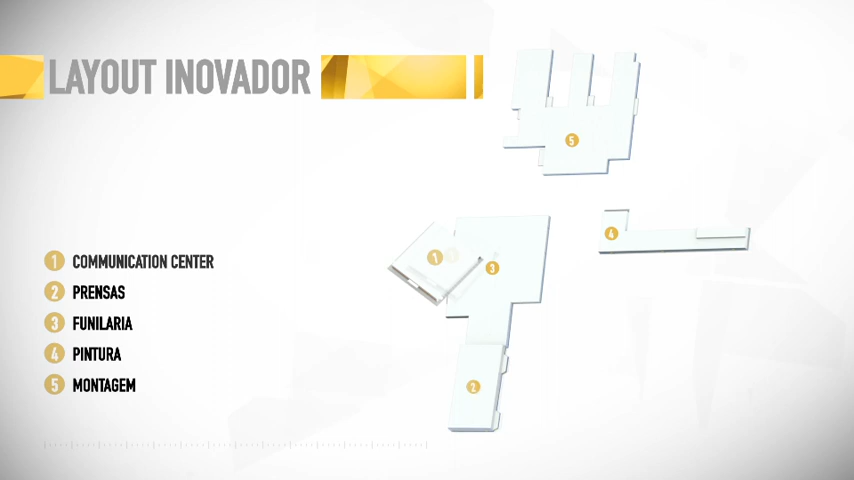 LAYOUT INOVADOR
5
4
1
3
2
1 COMMUNICATION CENTER
2 PRENSAS
3 FUNILARIA
4 PINTURA
5 MONTAGEM